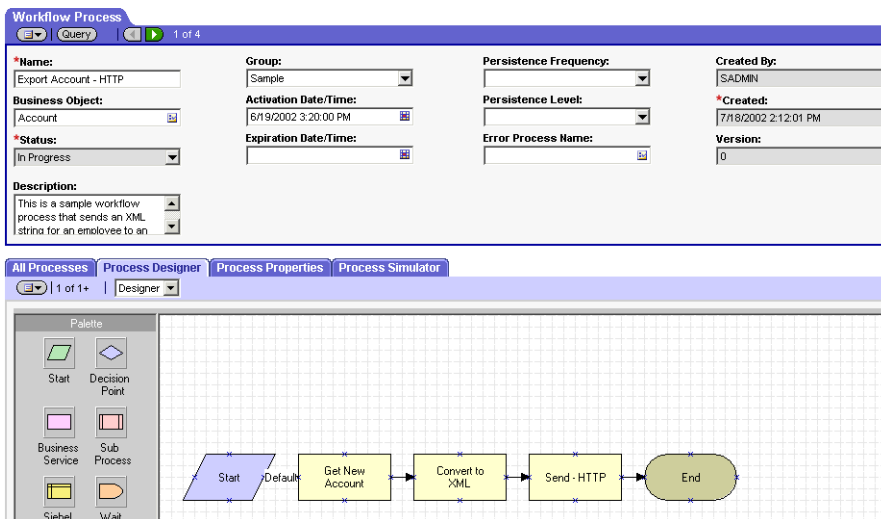 Workflow Process
Query 1 of 4
*Name: Group: Persistence Frequency: Created By:
Export Account - HTTP Sample SADMIN
Business Object: Activation Date/Time: Persistence Level: *Created:
Account 6/19/2002 3:20:00 PM 7/18/2002 2:12:01 PM
*Status: Expiration Date/Time: Error Process Name: Version:
In Progress 0
Description:
This is a sample workflow
process that sends an XML
string for an employee to an
All Processes Process Designer Process Properties Process Simulator
1 of 1+ Designer
Palette
Start Decision
Point
Business Sub
Service Process
Siebel Wait
Start Default Get New
Account Convert to
XML Send - HTTP End